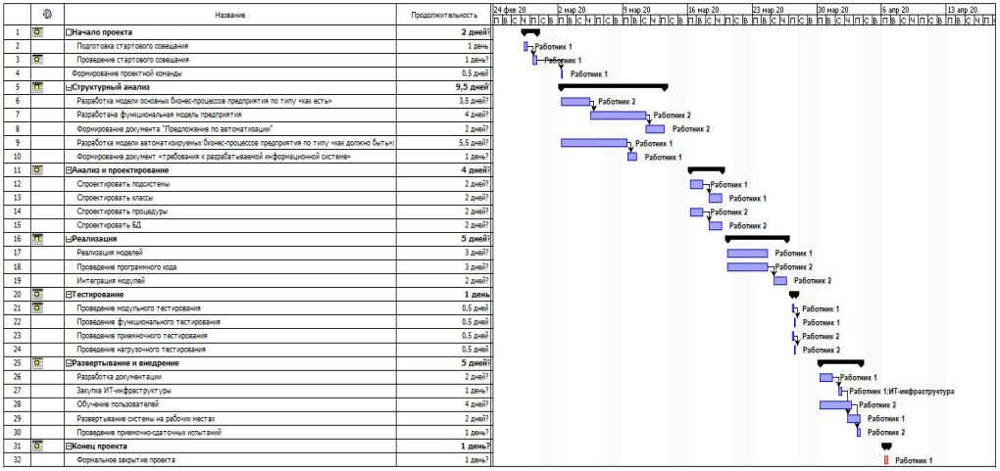 Название Продолжительность 24 фев 20 2 мар 20 9 мар 20 16 мар 20 23 мар 20 30 мар 20 6 апр 20 13 апр 20
П В С Ч П С В П В С Ч П С В П В С Ч П С В П В С Ч П С В П В С Ч П С В П В С Ч П С В П В С Ч П С В П В С Ч П С
1 Начало проекта 2 дней?
2 Подготовка стартового совещания 1 день Работник 1
3 Проведение стартового совещания 1 день? Работник 1
4 Формирование проектной команды 0,5 дней Работник 1
5 Структурный анализ 9,5 дней?
6 Разработка модели основных бизнес-процессов предприятия по типу «как есть» 3,5 дней? Работник 2
7 Разработана функциональная модель предприятия 4 дней? Работник 2
8 Формирование документа "Предложение по автоматизации" 2 дней? Работник 2
9 Разработка модели автоматизируемых бизнес-процессов предприятия по типу «как должно быть»: 5,5 дней? Работник 1
10 Формирование документ «требования к разрабатываемой информационной системе» 1 день? Работник 1
11 Анализ и проектирование 4 дней?
12 Спроектировать подсистемы 2 дней? Работник 1
13 Спроектировать классы 2 дней? Работник 1
14 Спроектировать процедуры 2 дней? Работник 2
15 Спроектировать БД 2 дней? Работник 2
16 Реализация 5 дней?
17 Реализация моделей 3 дней? Работник 1
18 Проведение программного кода 3 дней? Работник 2
19 Интеграция модулей 2 дней? Работник 2
20 Тестирование 1 день
21 Проведение модульного тестирования 0,5 дней Работник 1
22 Проведение функционального тестирования 0,5 дней Работник 1
23 Проведение приемочного тестирования 0,5 дней Работник 2
24 Проведение нагрузочного тестирования 0,5 дней Работник 2
25 Развертывание и внедрение 5 дней?
26 Разработка документации 2 дней? Работник 1
27 Закупка ИТ-инфраструктуры 1 день? Работник 1;ИТ-инфраструктура
28 Обучение пользователей 4 дней? Работник 2
29 Развертывание системы на рабочих местах 2 дней? Работник 1
30 Проведение приемочно-сдаточных испытаний 1 день? Работник 2
31 Конец проекта 1 день?
32 Формальное закрытие проекта 1 день? Работник 1